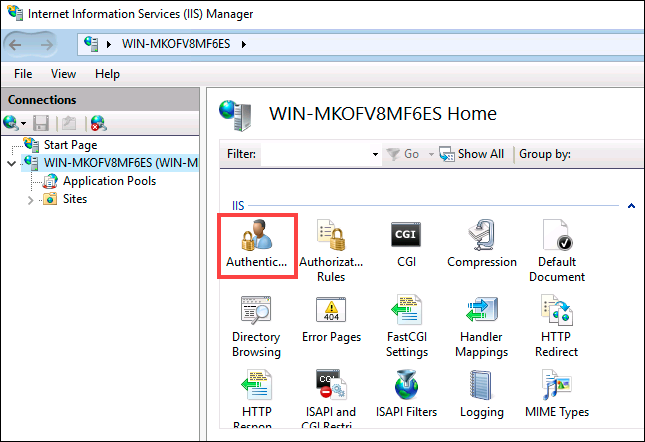 Internet Information Services (IIS) Manager
WIN-MKOFV8MF6ES
File View Help
Connections
Start Page
WIN-MKOFV8MF6ES (WIN-M
Application Pools
Sites
WIN-MKOFV8MF6ES Home
Filter: Go Show All Group by:
IIS
Authentic...
Authorizat...
Rules
CGI
CGI
Compression
Default
Document
Directory
Browsing
404
Error Pages
FastCGI
Settings
Handler
Mappings
HTTP
Redirect
HTTP
Respon...
CGI
ISAPI and
CGI Restri...
ISAPI Filters
Logging
MIME Types